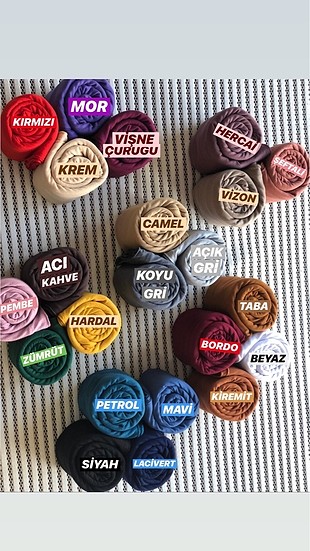 MOR
KIRMIZI
VİŞNE
ÇÜRÜĞÜ
KREM
HERCAİ
ŞEFTALİ
VİZON
CAMEL
AÇIK
GRİ
KOYU
GRİ
ACI
KAHVE
PEMBE
HARDAL
ZÜMRÜT
TABA
BORDO
BEYAZ
KİREMİT
PETROL
MAVİ
SİYAH
LACİVERT